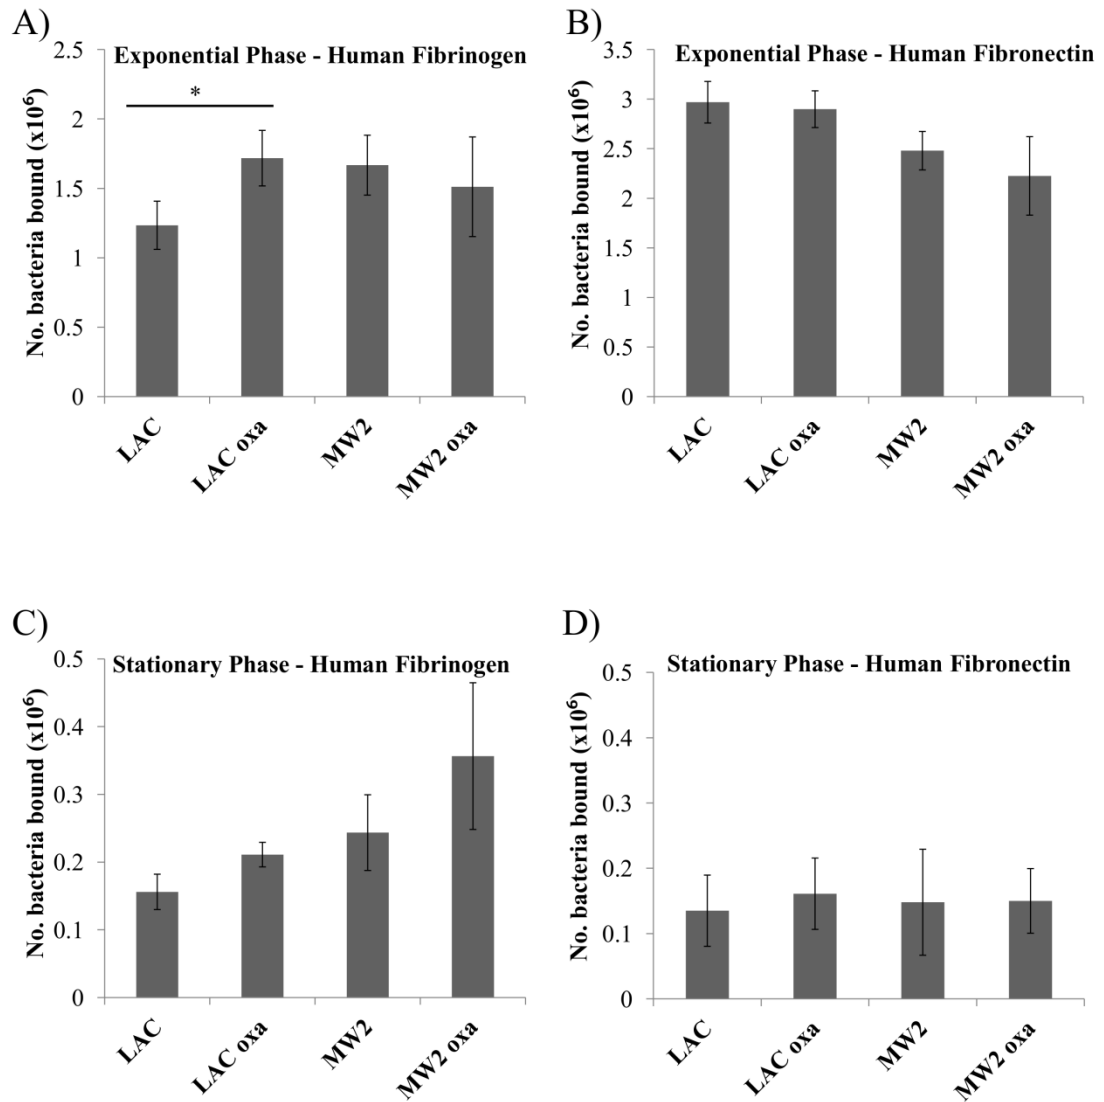 A)
Exponential Phase - Human Fibrinogen
No. bacteria bound (x10⁶)
2.5
2
1.5
1
0.5
0
*
LAC
LAC oxa
MW2
MW2 oxa
B)
Exponential Phase - Human Fibronectin
No. bacteria bound (x10⁶)
3.5
3
2.5
2
1.5
1
0.5
0
LAC
LAC oxa
MW2
MW2 oxa
C)
Stationary Phase - Human Fibrinogen
No. bacteria bound (x10⁶)
0.5
0.4
0.3
0.2
0.1
0
LAC
LAC oxa
MW2
MW2 oxa
D)
Stationary Phase - Human Fibronectin
No. bacteria bound (x10⁶)
0.5
0.4
0.3
0.2
0.1
0
LAC
LAC oxa
MW2
MW2 oxa